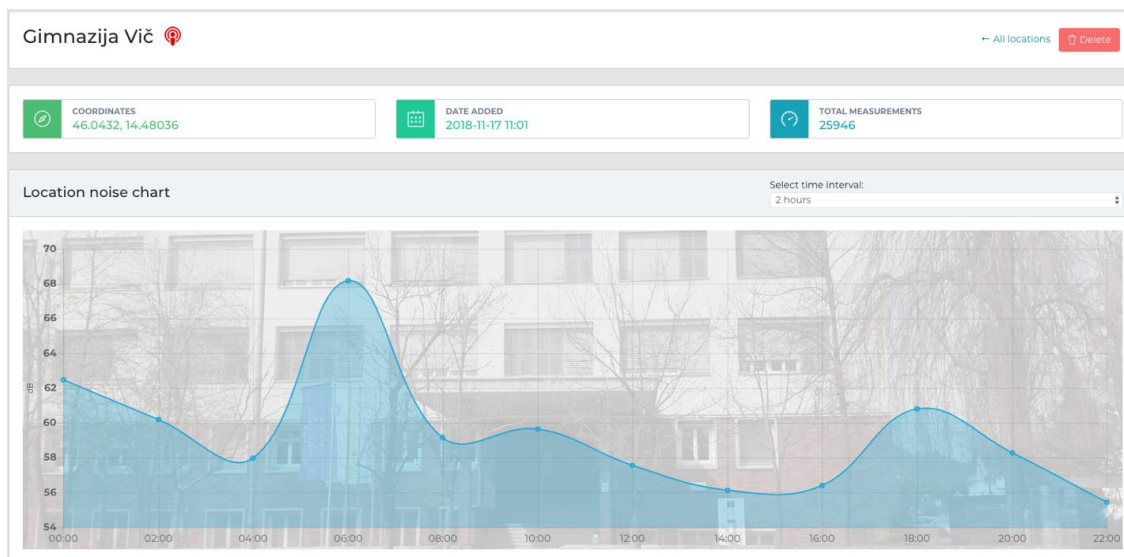 Gimnazija Vič
← All locations
Delete
COORDINATES
46.0432, 14.48036
DATE ADDED
2018-11-17 11:01
TOTAL MEASUREMENTS
25946
Location noise chart
Select time interval:
2 hours
70
68
66
64
62
60
58
56
54
dB
00:00 02:00 04:00 06:00 08:00 10:00 12:00 14:00 16:00 18:00 20:00 22:00